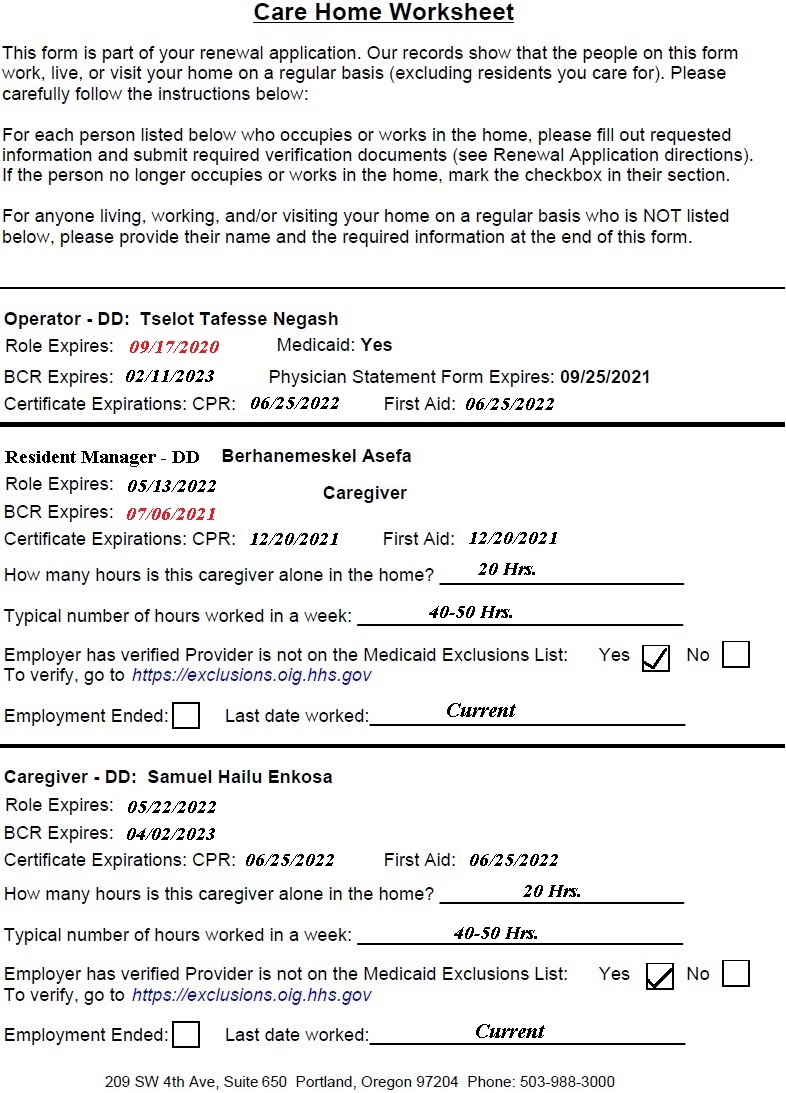 Care Home Worksheet
This form is part of your renewal application. Our records show that the people on this form
work, live, or visit your home on a regular basis (excluding residents you care for). Please
carefully follow the instructions below:
For each person listed below who occupies or works in the home, please fill out requested
information and submit required verification documents (see Renewal Application directions).
If the person no longer occupies or works in the home, mark the checkbox in their section.
For anyone living, working, and/or visiting your home on a regular basis who is NOT listed
below, please provide their name and the required information at the end of this form.
Operator - DD: Tselot Tafesse Negash
Role Expires: 09/17/2020 Medicaid: Yes
BCR Expires: 02/11/2023 Physician Statement Form Expires: 09/25/2021
Certificate Expirations: CPR: 06/25/2022 First Aid: 06/25/2022
Resident Manager - DD Berhanemeskel Asefa
Role Expires: 05/13/2022
Caregiver
BCR Expires: 07/06/2021
Certificate Expirations: CPR: 12/20/2021 First Aid: 12/20/2021
How many hours is this caregiver alone in the home? 20 Hrs.
Typical number of hours worked in a week: 40-50 Hrs.
Employer has verified Provider is not on the Medicaid Exclusions List: Yes No
To verify, go to https://exclusions.oig.hhs.gov
Employment Ended: Last date worked: Current
Caregiver - DD: Samuel Hailu Enkosa
Role Expires: 05/22/2022
BCR Expires: 04/02/2023
Certificate Expirations: CPR: 06/25/2022 First Aid: 06/25/2022
How many hours is this caregiver alone in the home? 20 Hrs.
Typical number of hours worked in a week: 40-50 Hrs.
Employer has verified Provider is not on the Medicaid Exclusions List: Yes No
To verify, go to https://exclusions.oig.hhs.gov
Employment Ended: Last date worked: Current
209 SW 4th Ave, Suite 650 Portland, Oregon 97204 Phone: 503-988-3000